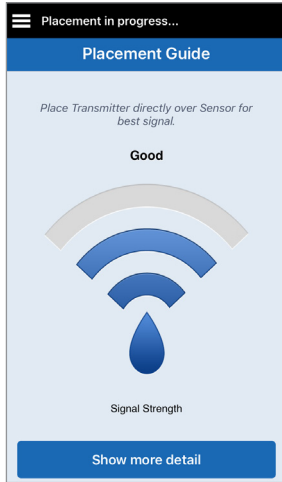 Placement in progress...
Placement Guide
Place Transmitter directly over Sensor for
best signal.
Good
Signal Strength
Show more detail